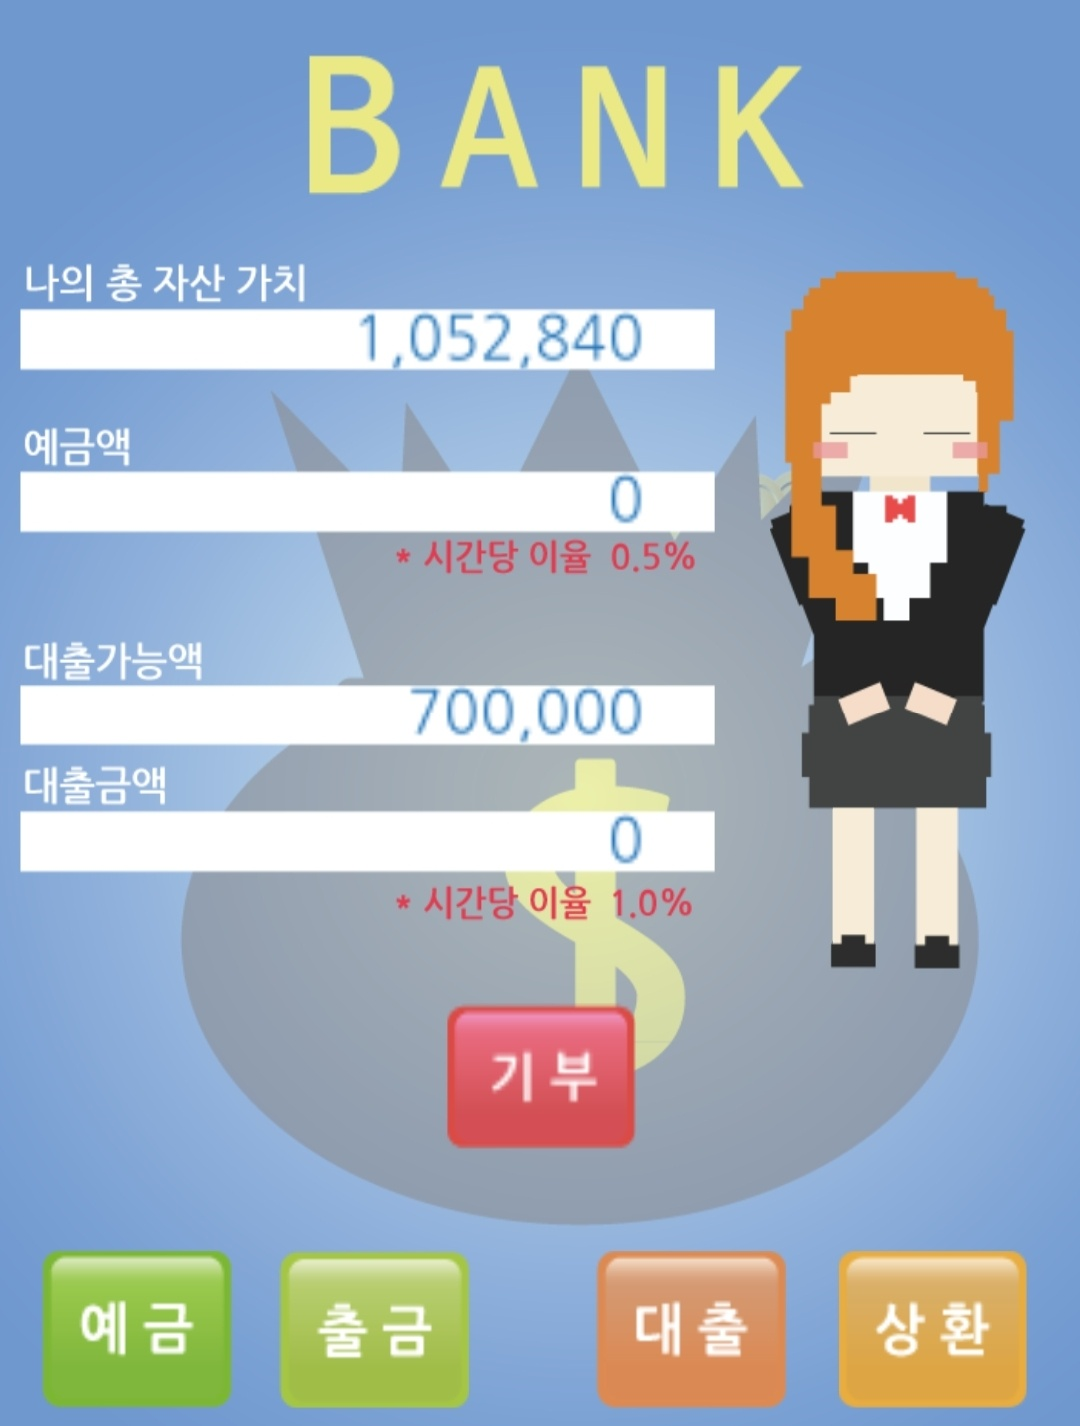 BANK
나의 총 자산 가치
1,052,840
예금액
0
* 시간당 이율 0.5%
대출가능액
700,000
대출금액
0
* 시간당 이율 1.0%
$
기부
예금
출금
대출
상환